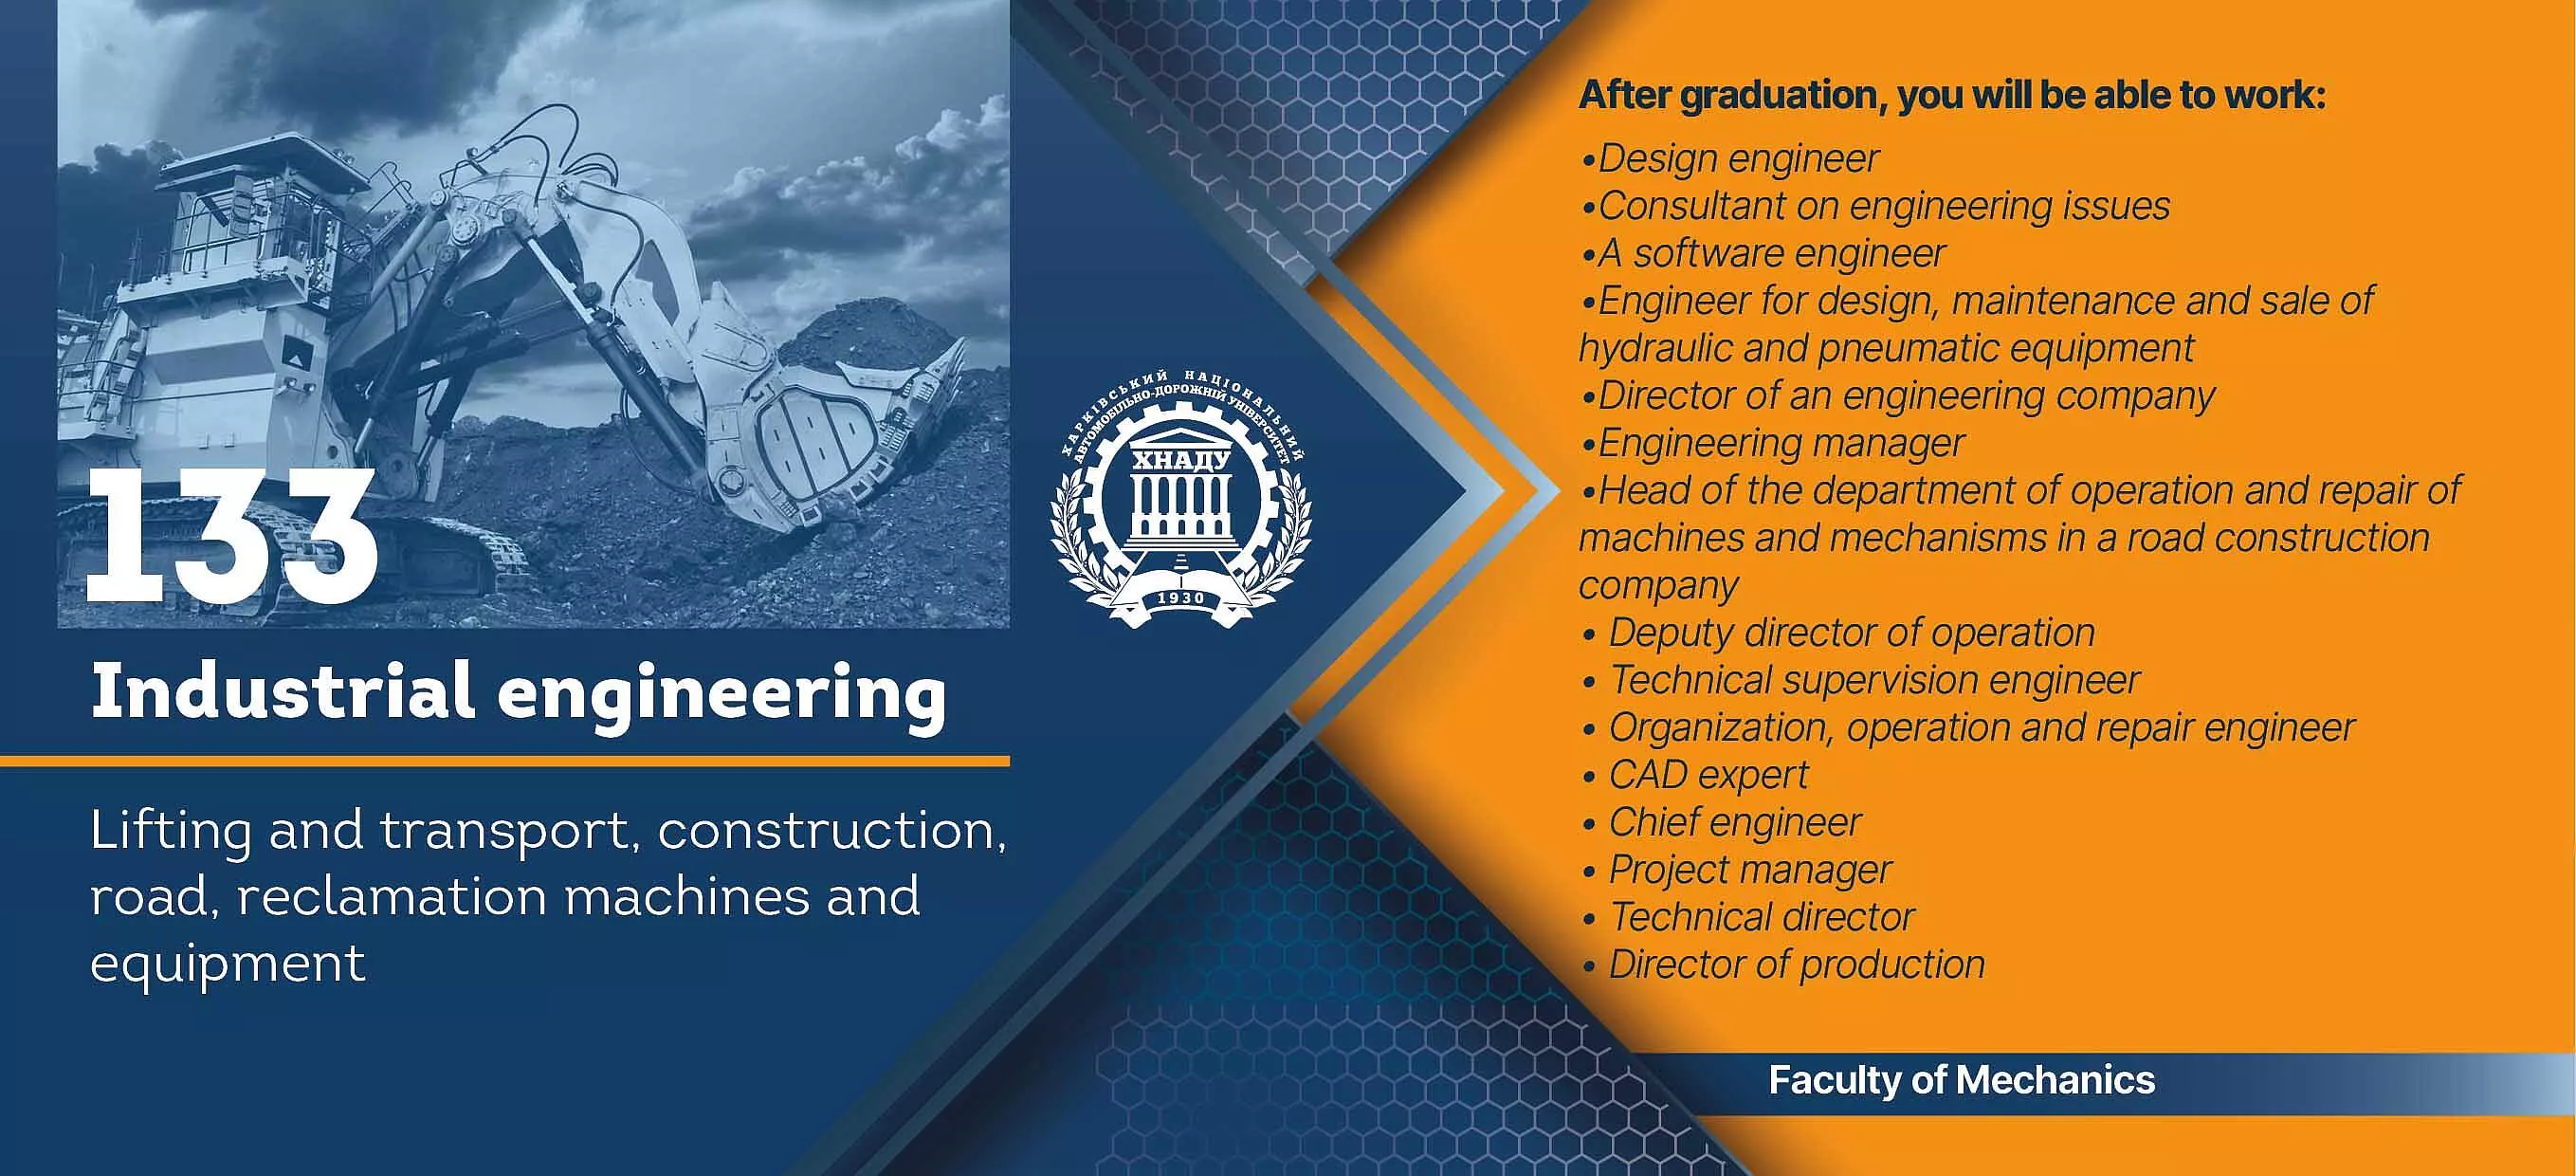 133
Industrial engineering
Lifting and transport, construction,
road, reclamation machines and
equipment
ХАРКІВСЬКИЙ НАЦІОНАЛЬНИЙ
АВТОМОБІЛЬНО-ДОРОЖНІЙ УНІВЕРСИТЕТ
ХНАДУ
1930
After graduation, you will be able to work:
•Design engineer
•Consultant on engineering issues
•A software engineer
•Engineer for design, maintenance and sale of
hydraulic and pneumatic equipment
•Director of an engineering company
•Engineering manager
•Head of the department of operation and repair of
machines and mechanisms in a road construction
company
• Deputy director of operation
• Technical supervision engineer
• Organization, operation and repair engineer
• CAD expert
• Chief engineer
• Project manager
• Technical director
• Director of production
Faculty of Mechanics